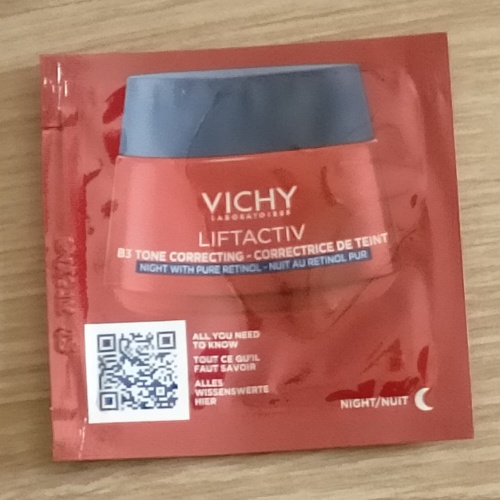 VICHY
LABORATOIRES
LIFTACTIV
B3 TONE CORRECTING - CORRECTRICE DE TEINT
NIGHT WITH PURE RETINOL - NUIT AU RETINOL PUR
ALL YOU NEED
TO KNOW
TOUT CE QU'IL
FAUT SAVOIR
ALLES
WISSENSWERTE
HIER
NIGHT/NUIT